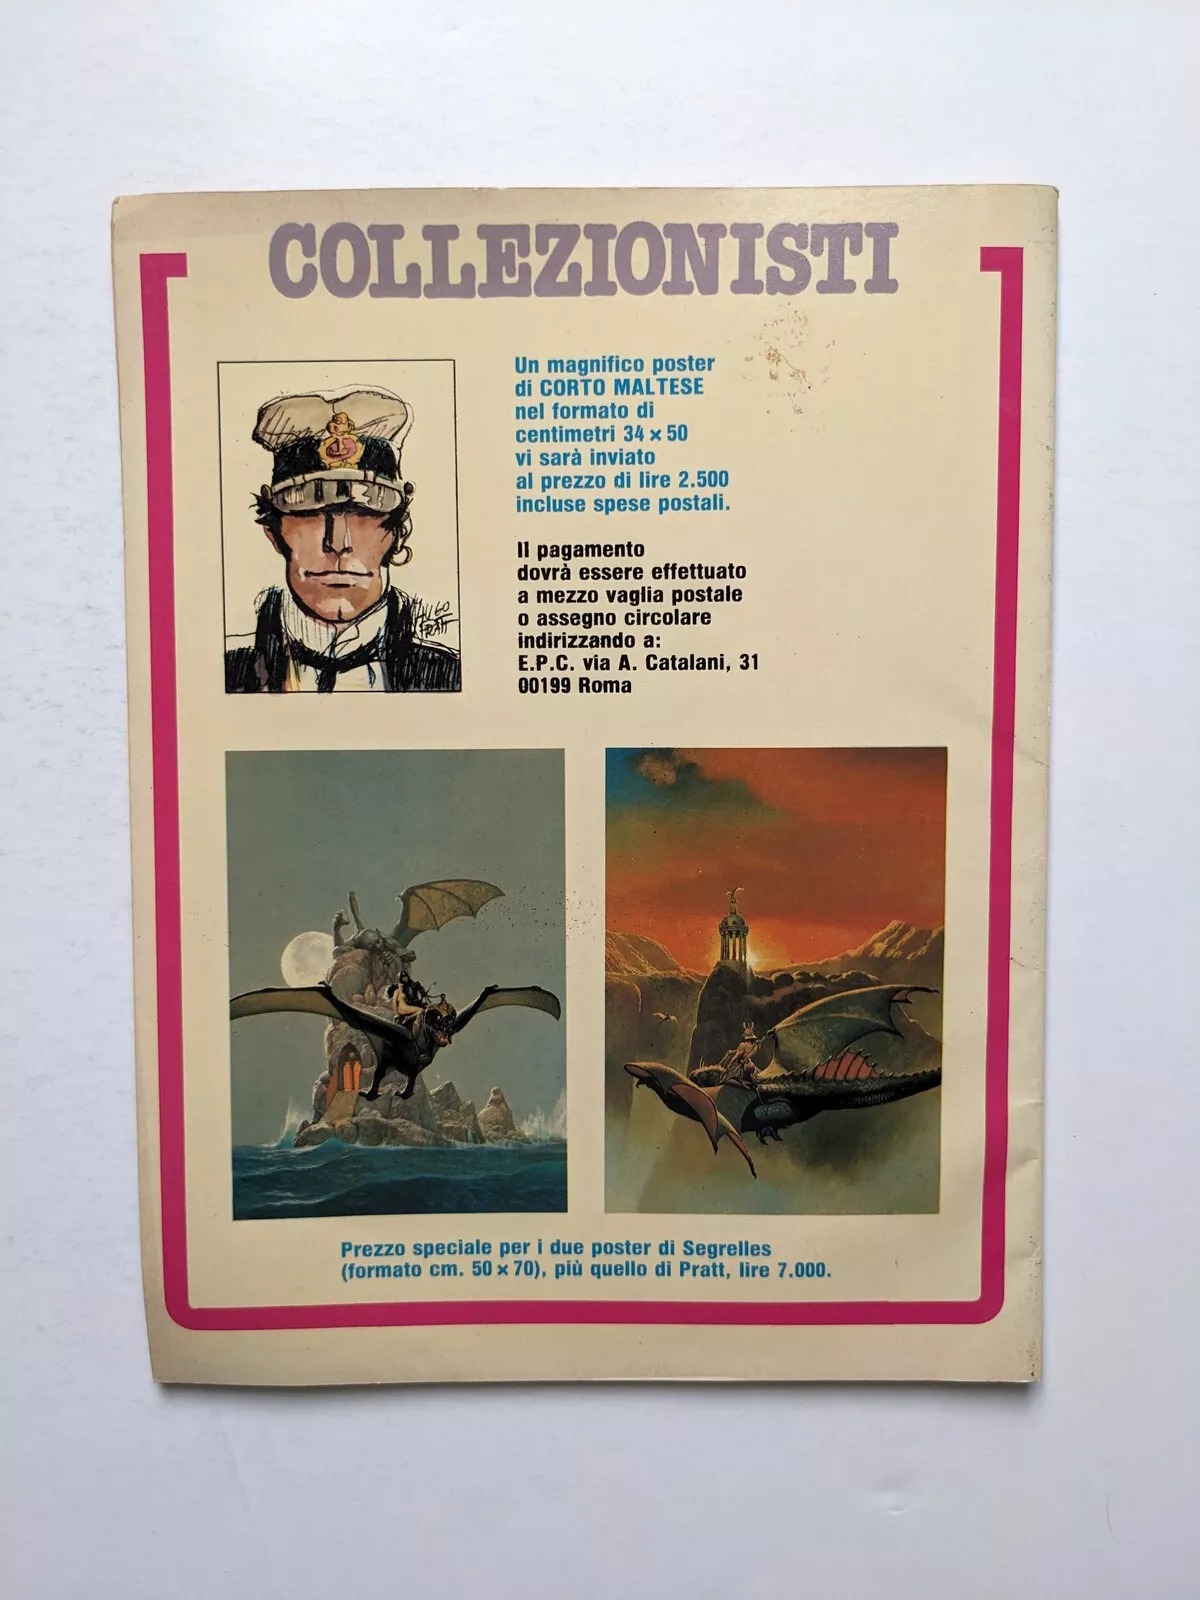 COLLEZIONISTI
Un magnifico poster
di CORTO MALTESE
nel formato di
centimetri 34 x 50
vi sarà inviato
al prezzo di lire 2.500
incluse spese postali.
Il pagamento
dovrà essere effettuato
a mezzo vaglia postale
o assegno circolare
indirizzando a:
E.P.C. via A. Catalani, 31
00199 Roma
HUGO
PRATT
Prezzo speciale per i due poster di Segrelles
(formato cm. 50 x 70), più quello di Pratt, lire 7.000.